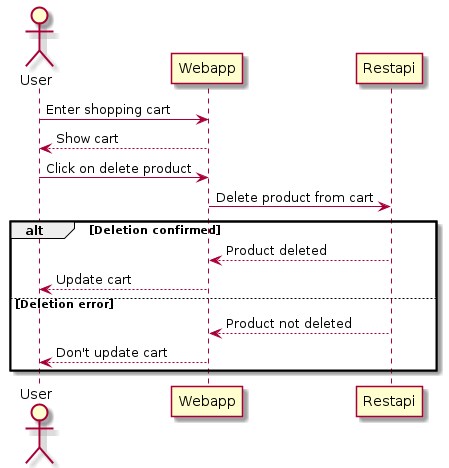 User
Webapp
Restapi
Enter shopping cart
Show cart
Click on delete product
Delete product from cart
alt [Deletion confirmed]
Product deleted
Update cart
[Deletion error]
Product not deleted
Don't update cart
User
Webapp
Restapi